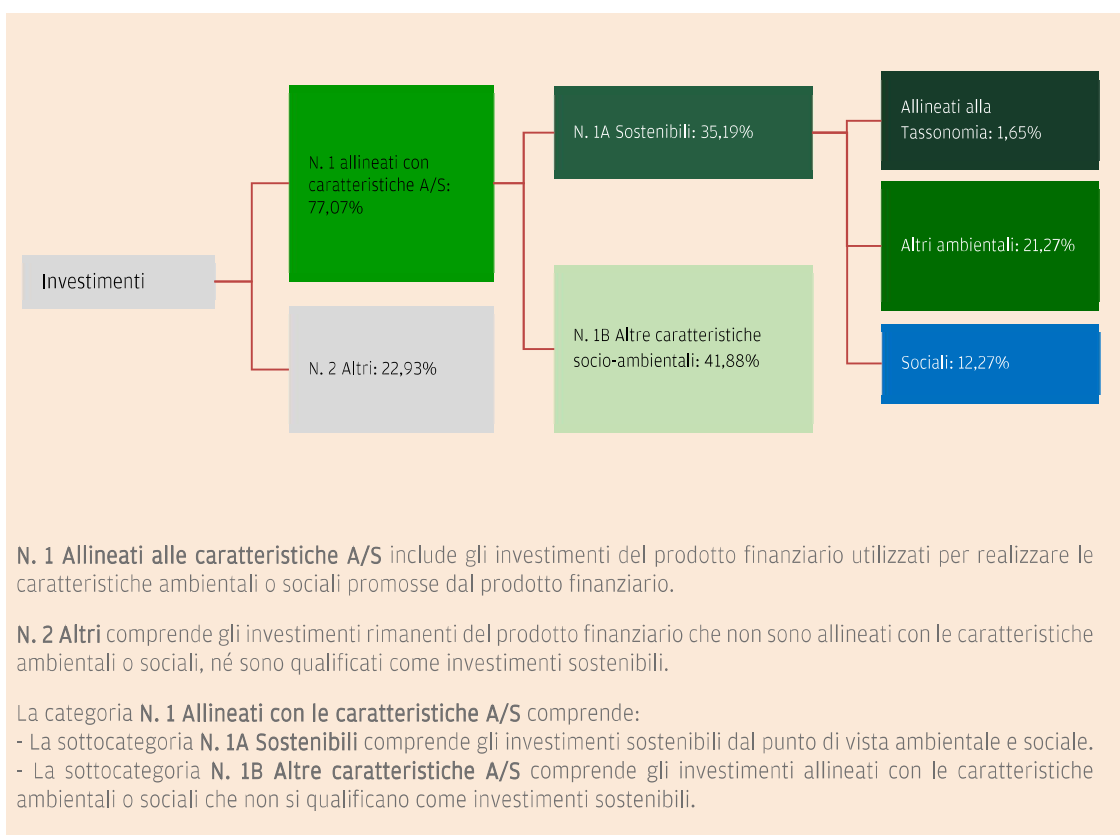 Investimenti
N. 1 allineati con
caratteristiche A/S:
77,07%
N. 2 Altri: 22,93%
N. 1A Sostenibili: 35,19%
N. 1B Altre caratteristiche
socio-ambientali: 41,88%
Allineati alla
Tassonomia: 1,65%
Altri ambientali: 21,27%
Sociali: 12,27%
N. 1 Allineati alle caratteristiche A/S include gli investimenti del prodotto finanziario utilizzati per realizzare le
caratteristiche ambientali o sociali promosse dal prodotto finanziario.
N. 2 Altri comprende gli investimenti rimanenti del prodotto finanziario che non sono allineati con le caratteristiche
ambientali o sociali, né sono qualificati come investimenti sostenibili.
La categoria N. 1 Allineati con le caratteristiche A/S comprende:
- La sottocategoria N. 1A Sostenibili comprende gli investimenti sostenibili dal punto di vista ambientale e sociale.
- La sottocategoria N. 1B Altre caratteristiche A/S comprende gli investimenti allineati con le caratteristiche
ambientali o sociali che non si qualificano come investimenti sostenibili.